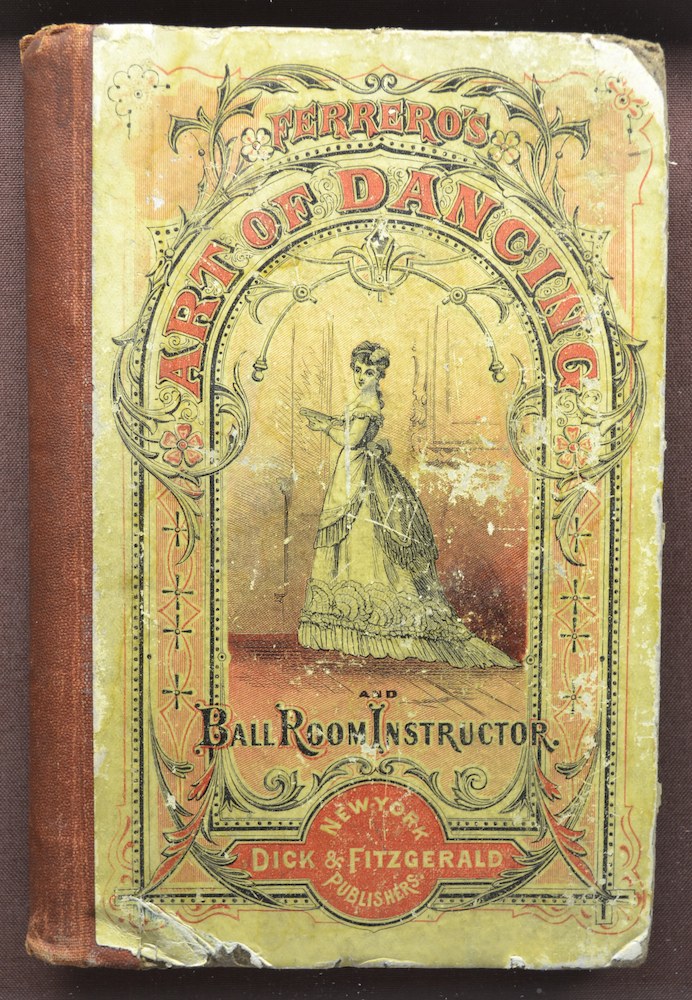 FERRERO'S
ART OF DANCING
AND
BALL ROOM INSTRUCTOR.
NEW YORK
DICK & FITZGERALD
PUBLISHERS.